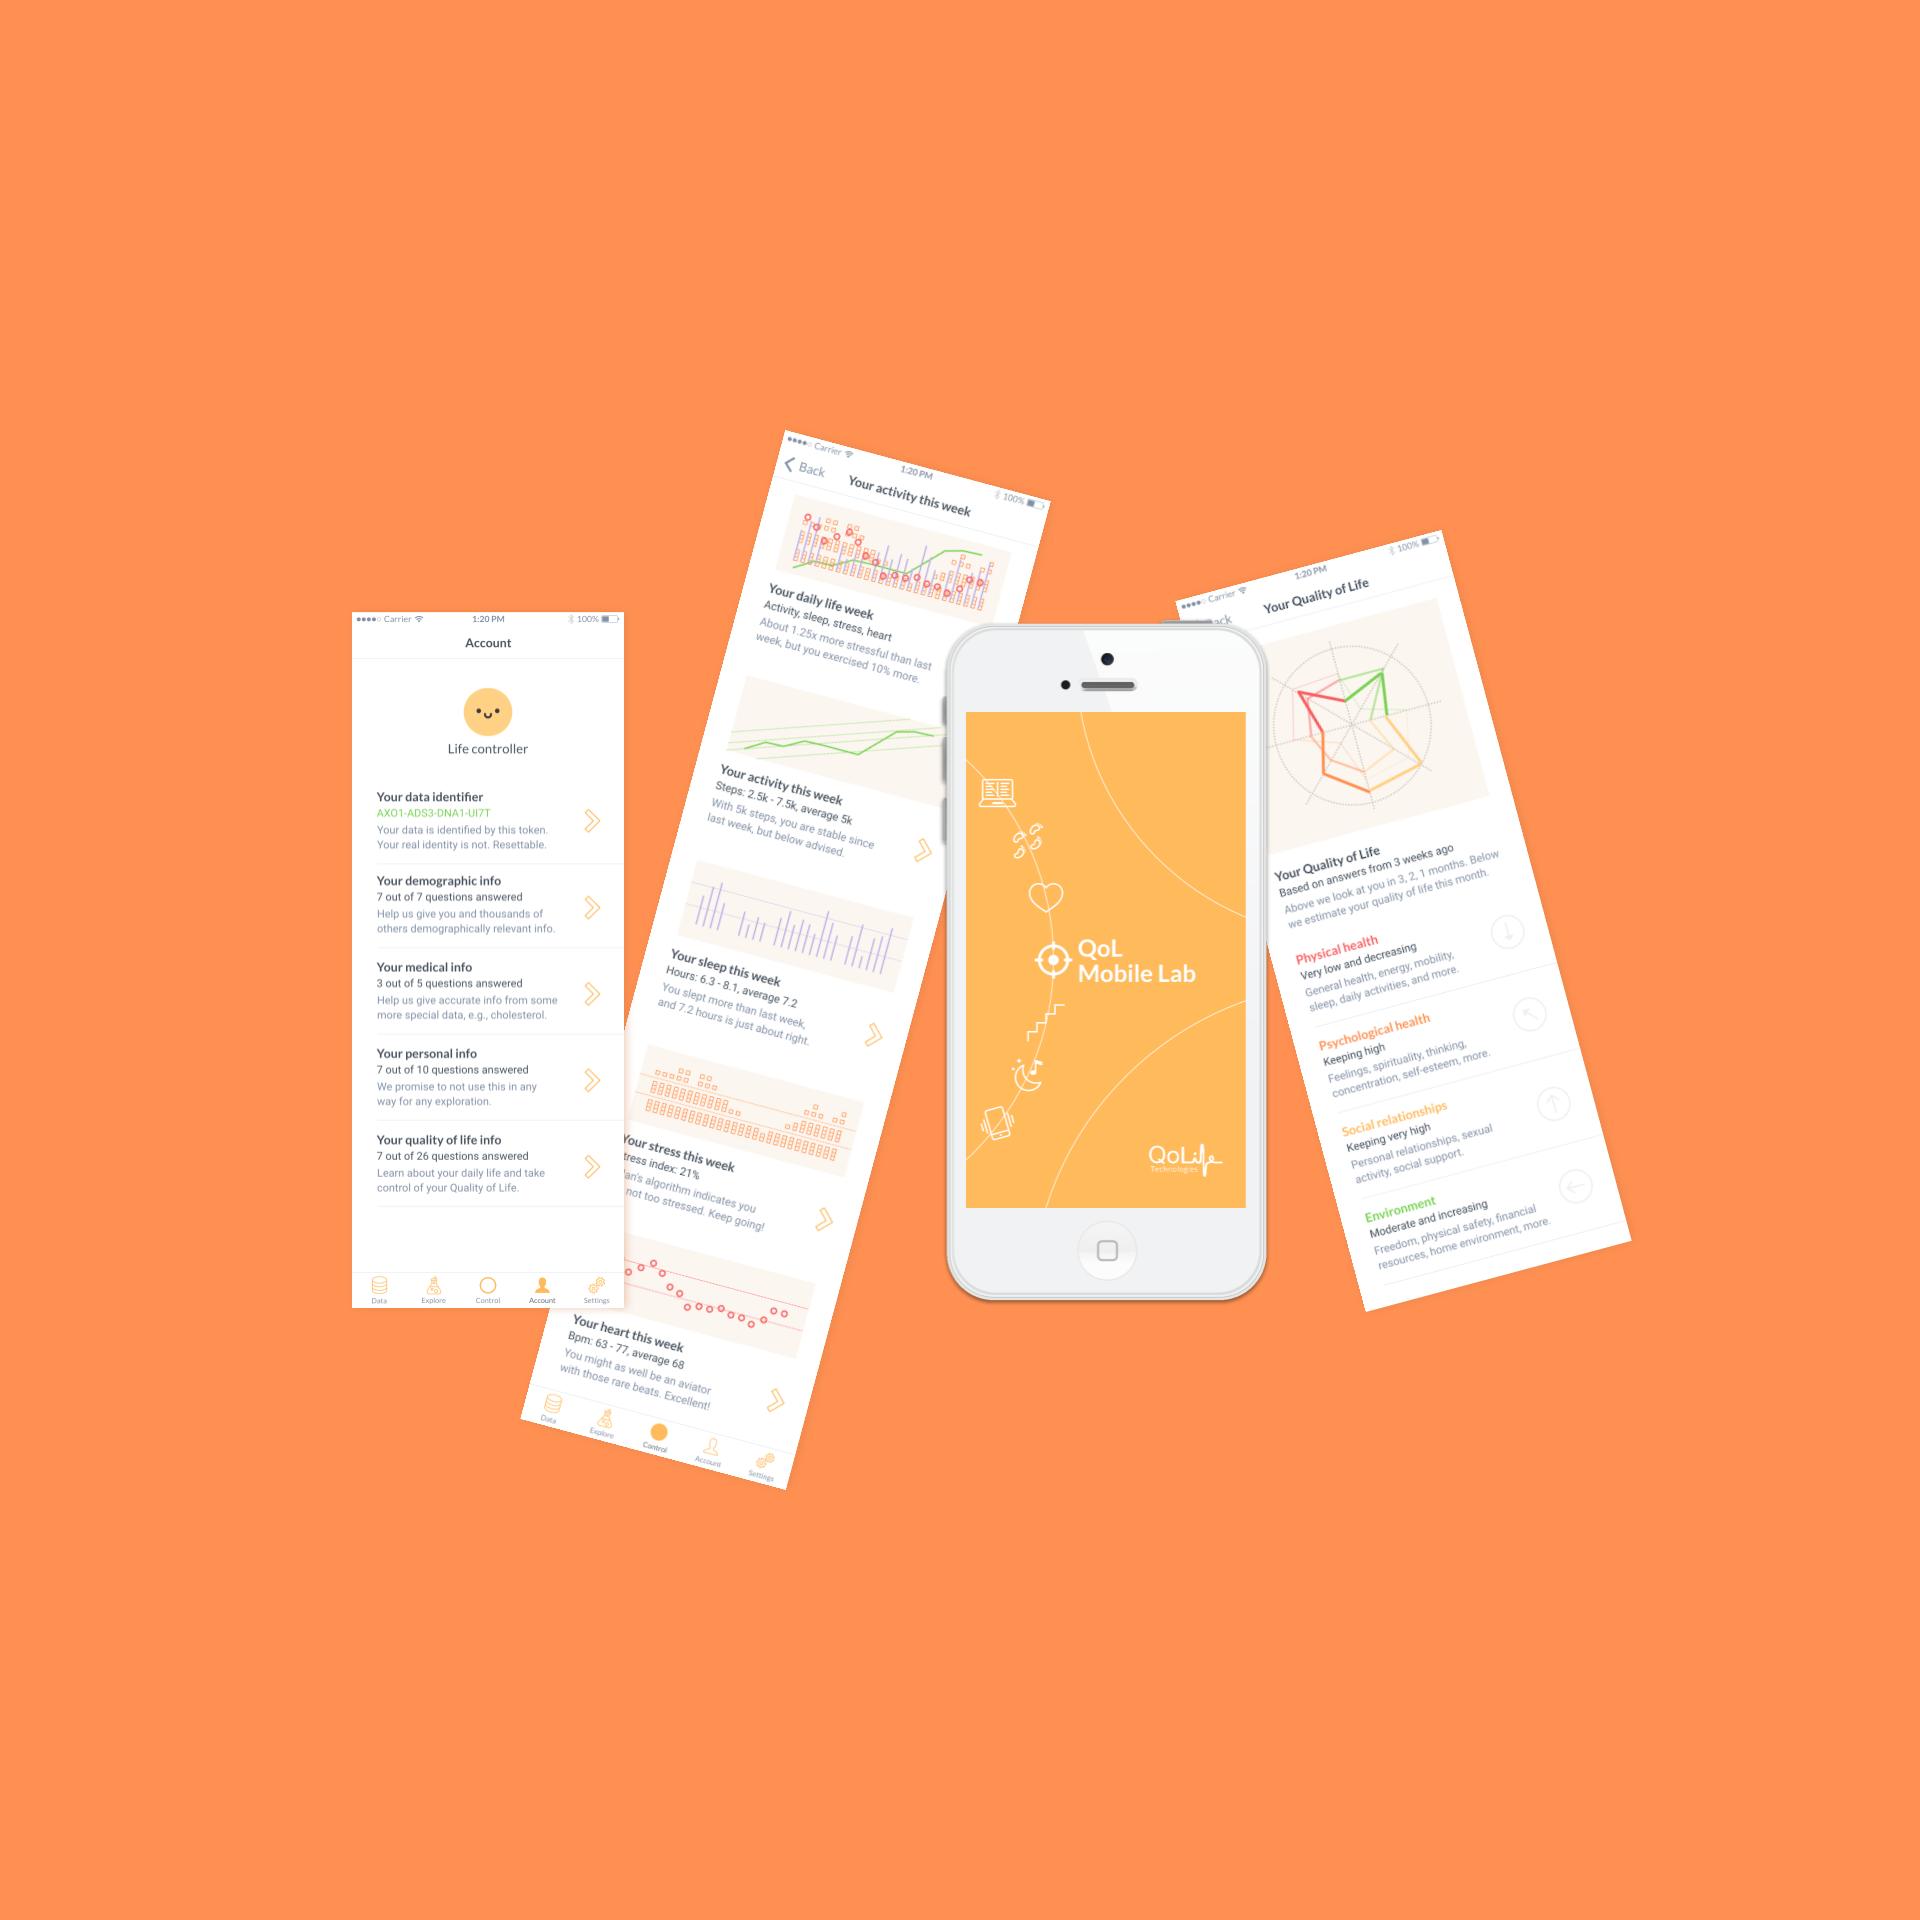 Carrier 1:20 PM 100%
Account
Life controller
Your data identifier
AXO1-ADS3-DNA1-UI7T
Your data is identified by this token.
Your real identity is not. Resettable.
Your demographic info
7 out of 7 questions answered
Help us give you and thousands of
others demographically relevant info.
Your medical info
3 out of 5 questions answered
Help us give accurate info from some
more special data, e.g., cholesterol.
Your personal info
7 out of 10 questions answered
We promise to not use this in any
way for any exploration.
Your quality of life info
7 out of 26 questions answered
Learn about your daily life and take
control of your Quality of Life.
Data Explore Control Account Settings
Carrier 1:20 PM 100%
Back Your activity this week
Your daily life week
Activity, sleep, stress, heart
About 1.25x more stressful than last
week, but you exercised 10% more.
Your activity this week
Steps: 2.5k - 7.5k, average 5k
With 5k steps, you are stable since
last week, but below advised.
Your sleep this week
Hours: 6.3 - 8.1, average 7.2
You slept more than last week,
and 7.2 hours is just about right.
Your stress this week
tress index: 21%
an's algorithm indicates you
not too stressed. Keep going!
Your heart this week
Bpm: 63 - 77, average 68
You might as well be an aviator
with those rare beats. Excellent!
Data Explore Control Account Settings
QoL
Mobile Lab
QoLife
Technologies
Carrier 1:20 PM 100%
ack Your Quality of Life
Your Quality of Life
Based on answers from 3 weeks ago
Above we look at you in 3, 2, 1 months. Below
we estimate your quality of life this month.
Physical health
Very low and decreasing
General health, energy, mobility,
sleep, daily activities, and more.
Psychological health
Keeping high
Feelings, spirituality, thinking,
concentration, self-esteem, more.
Social relationships
Keeping very high
Personal relationships, sexual
activity, social support.
Environment
Moderate and increasing
Freedom, physical safety, financial
resources, home environment, more.